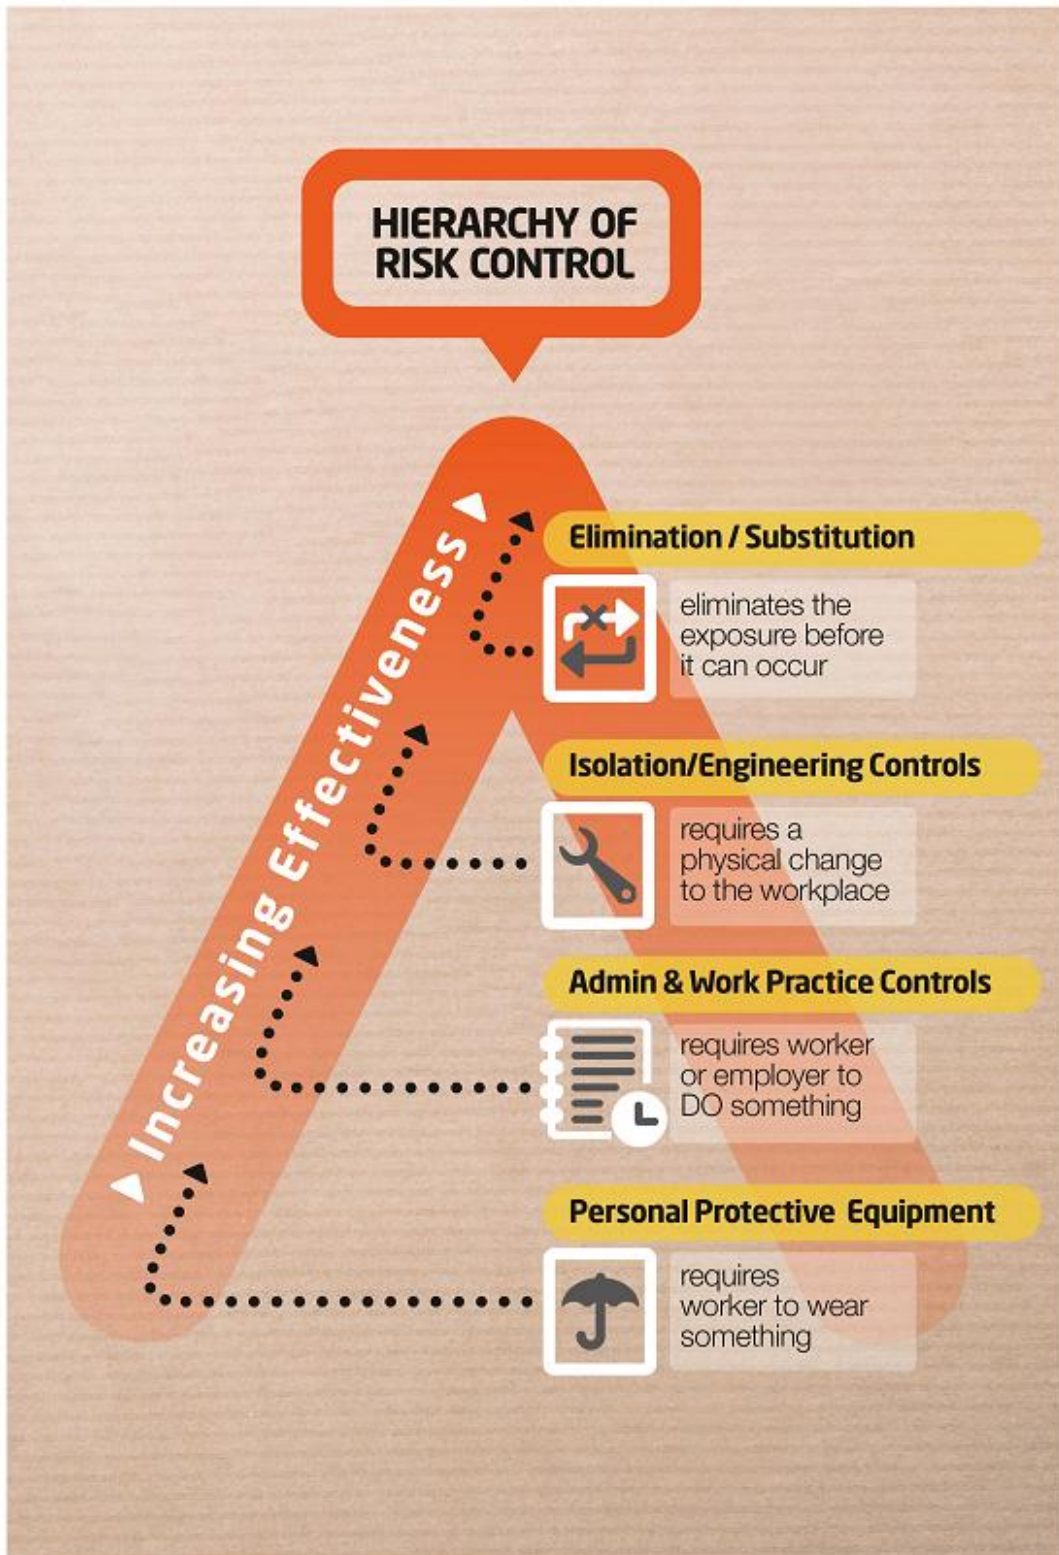 HIERARCHY OF
RISK CONTROL
Increasing Effectiveness
Elimination / Substitution
eliminates the
exposure before
it can occur
Isolation/Engineering Controls
requires a
physical change
to the workplace
Admin & Work Practice Controls
requires worker
or employer to
DO something
Personal Protective Equipment
requires
worker to wear
something